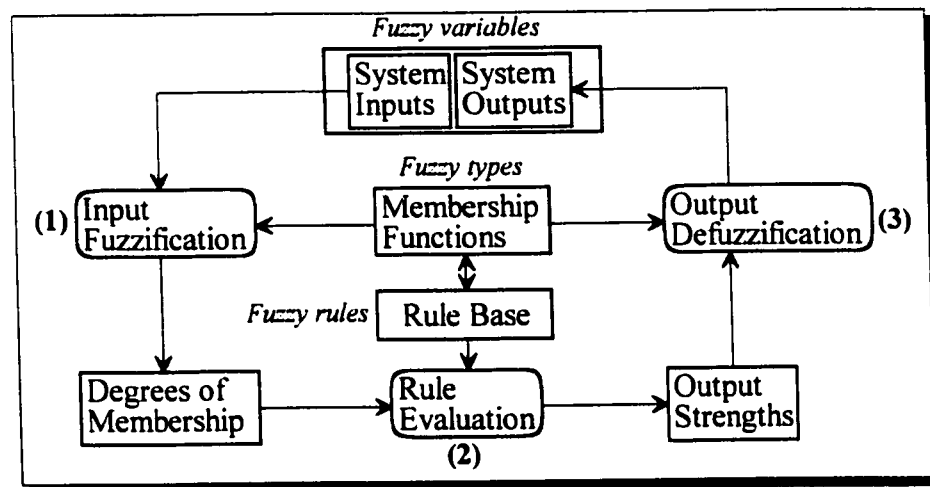 Fuzzy variables
System Inputs
System Outputs
Fuzzy types
(1)
Input
Fuzzification
Membership
Functions
Output
Defuzzification
(3)
Fuzzy rules
Rule Base
Degrees of
Membership
Rule
Evaluation
(2)
Output
Strengths